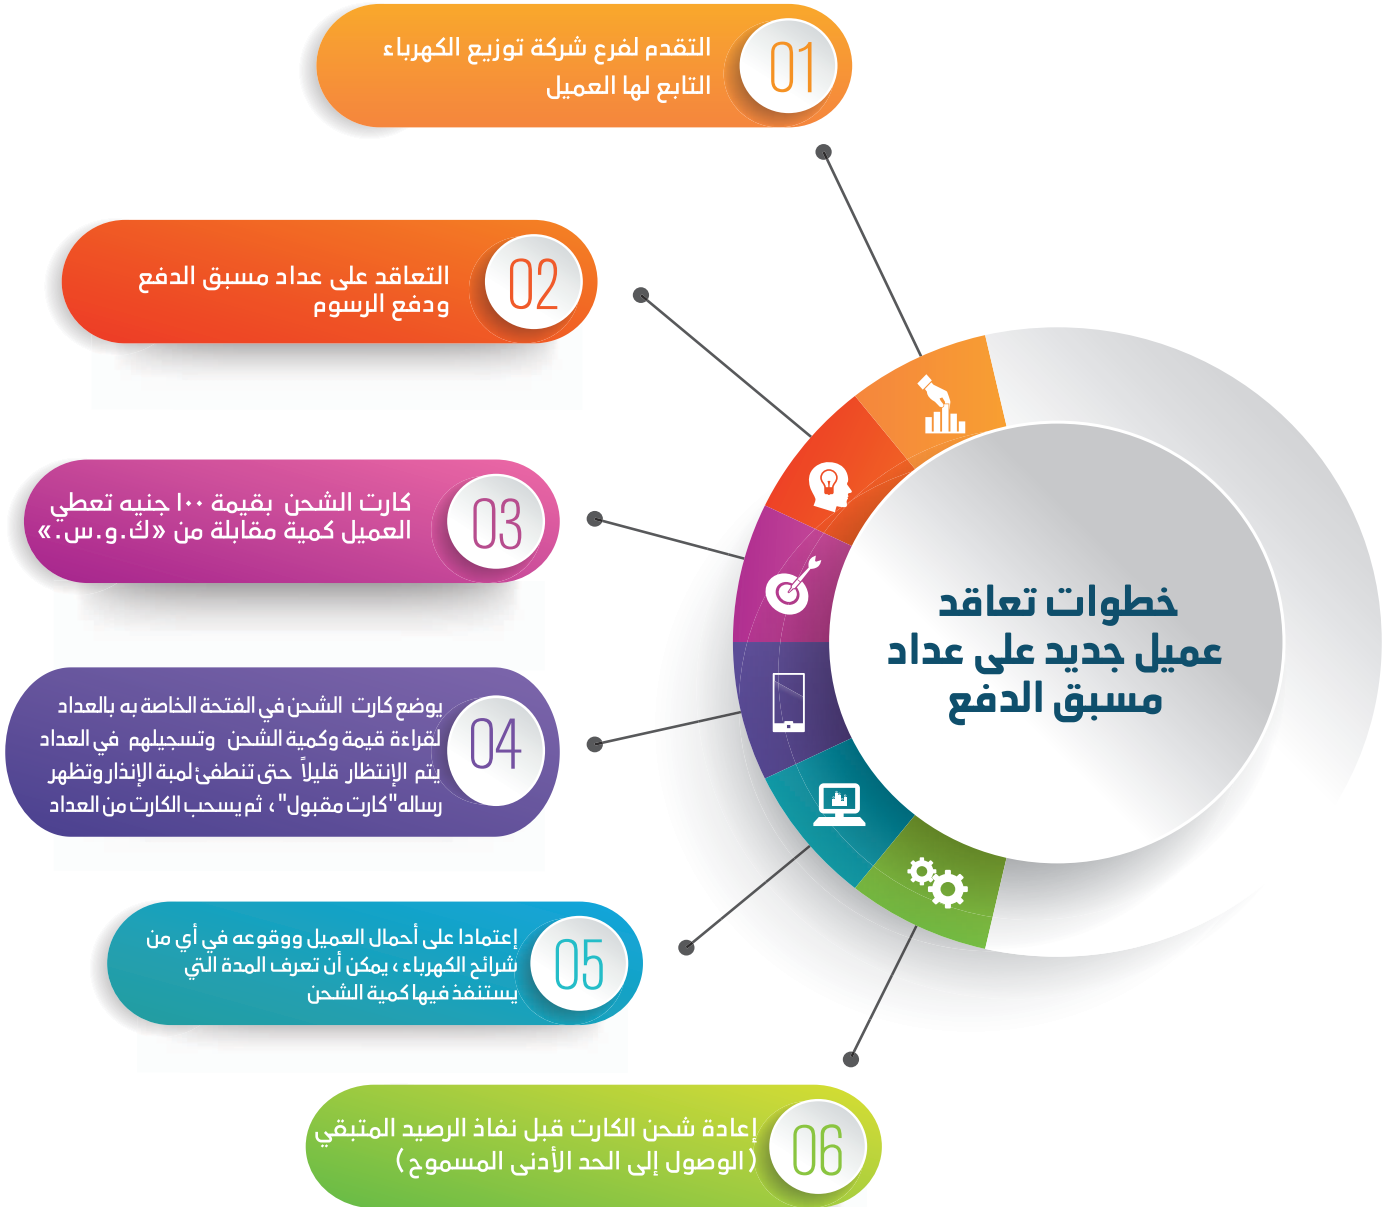 خطوات تعاقد
عميل جديد على عداد
مسبق الدفع
01
التقدم لفرع شركة توزيع الكهرباء
التابع لها العميل
02
التعاقد على عداد مسبق الدفع
ودفع الرسوم
03
كارت الشحن بقيمة ١٠٠ جنيه تعطي
العميل كمية مقابلة من «ك.و.س.»
04
يوضع كارت الشحن في الفتحة الخاصة به بالعداد
لقراءة قيمة وكمية الشحن وتسجيلهم في العداد
يتم الإنتظار قليلاً حتى تنطفئ لمبة الإنذار وتظهر
رساله"كارت مقبول"، ثم يسحب الكارت من العداد
05
إعتمادا على أحمال العميل ووقوعه في أي من
شرائح الكهرباء، يمكن أن تعرف المدة التي
يستنفذ فيها كمية الشحن
06
إعادة شحن الكارت قبل نفاذ الرصيد المتبقي
(الوصول إلى الحد الأدنى المسموح)